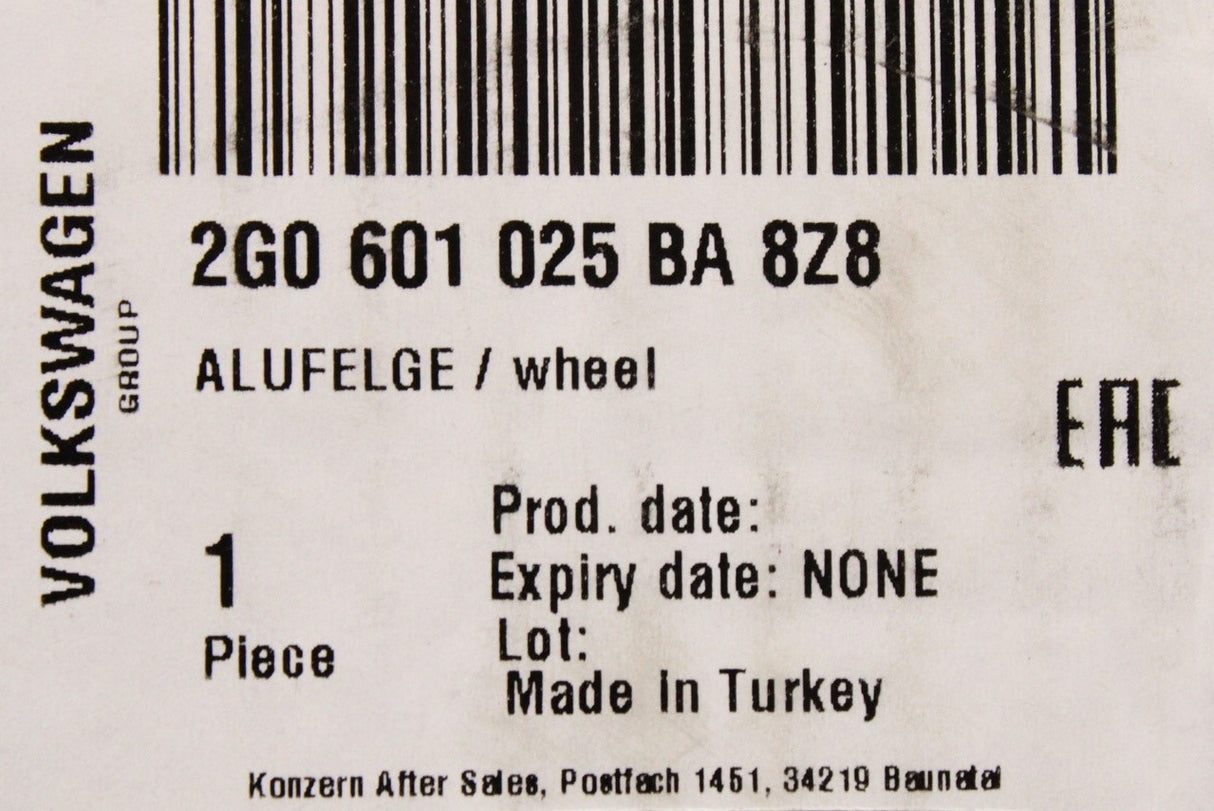 VOLKSWAGEN
GROUP
2G0 601 025 BA 8Z8
ALUFELGE / wheel
EAC
1
Piece
Prod. date:
Expiry date: NONE
Lot:
Made in Turkey
Konzern After Sales, Postfach 1451, 34219 Baunatal